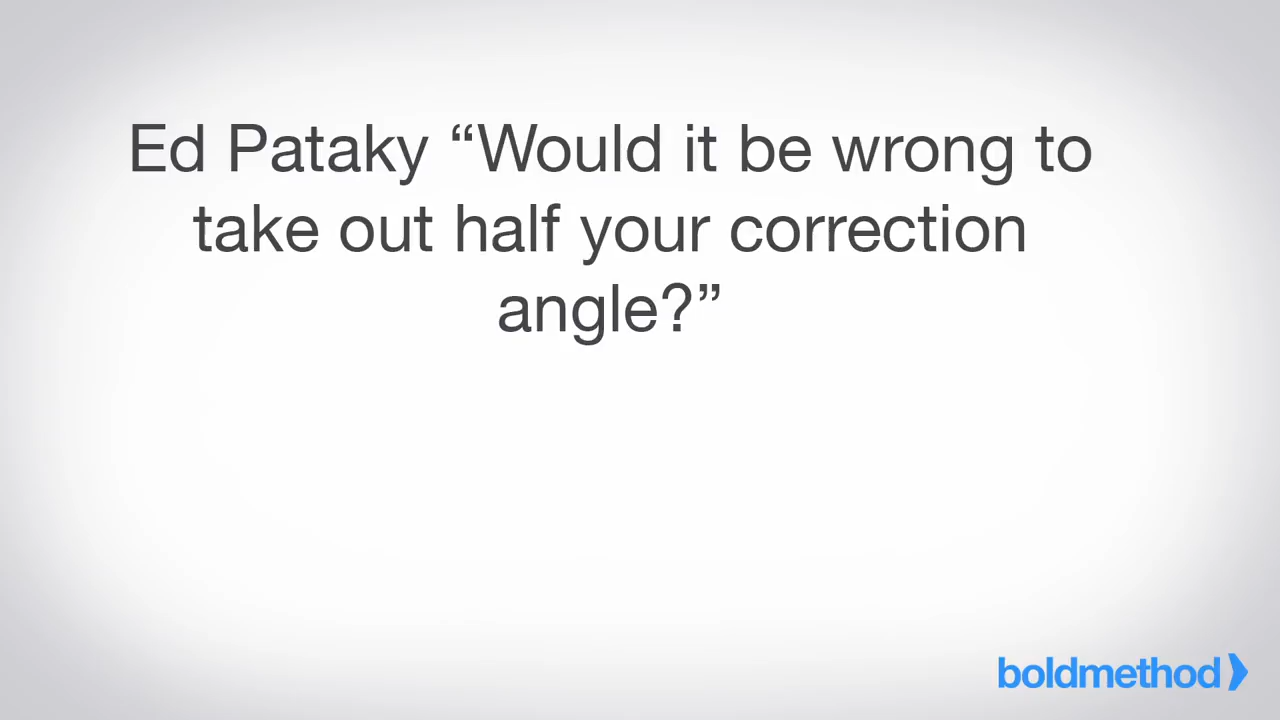 Ed Pataky “Would it be wrong to
take out half your correction
angle?”
boldmethod